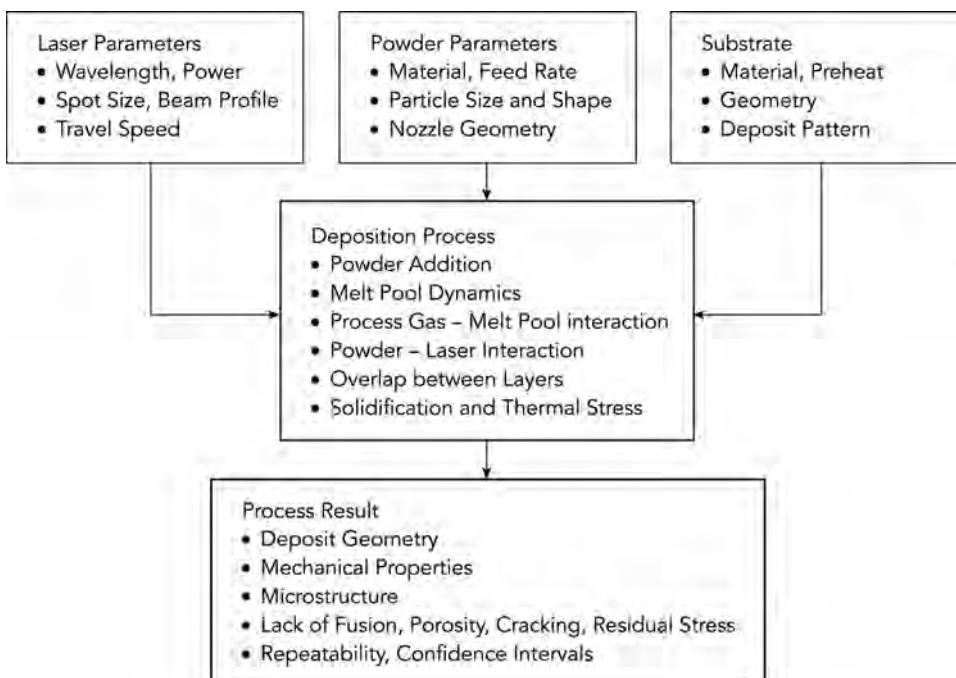 Laser Parameters
• Wavelength, Power
• Spot Size, Beam Profile
• Travel Speed
Powder Parameters
• Material, Feed Rate
• Particle Size and Shape
• Nozzle Geometry
Substrate
• Material, Preheat
• Geometry
• Deposit Pattern
Deposition Process
• Powder Addition
• Melt Pool Dynamics
• Process Gas – Melt Pool interaction
• Powder – Laser Interaction
• Overlap between Layers
• Solidification and Thermal Stress
Process Result
• Deposit Geometry
• Mechanical Properties
• Microstructure
• Lack of Fusion, Porosity, Cracking, Residual Stress
• Repeatability, Confidence Intervals